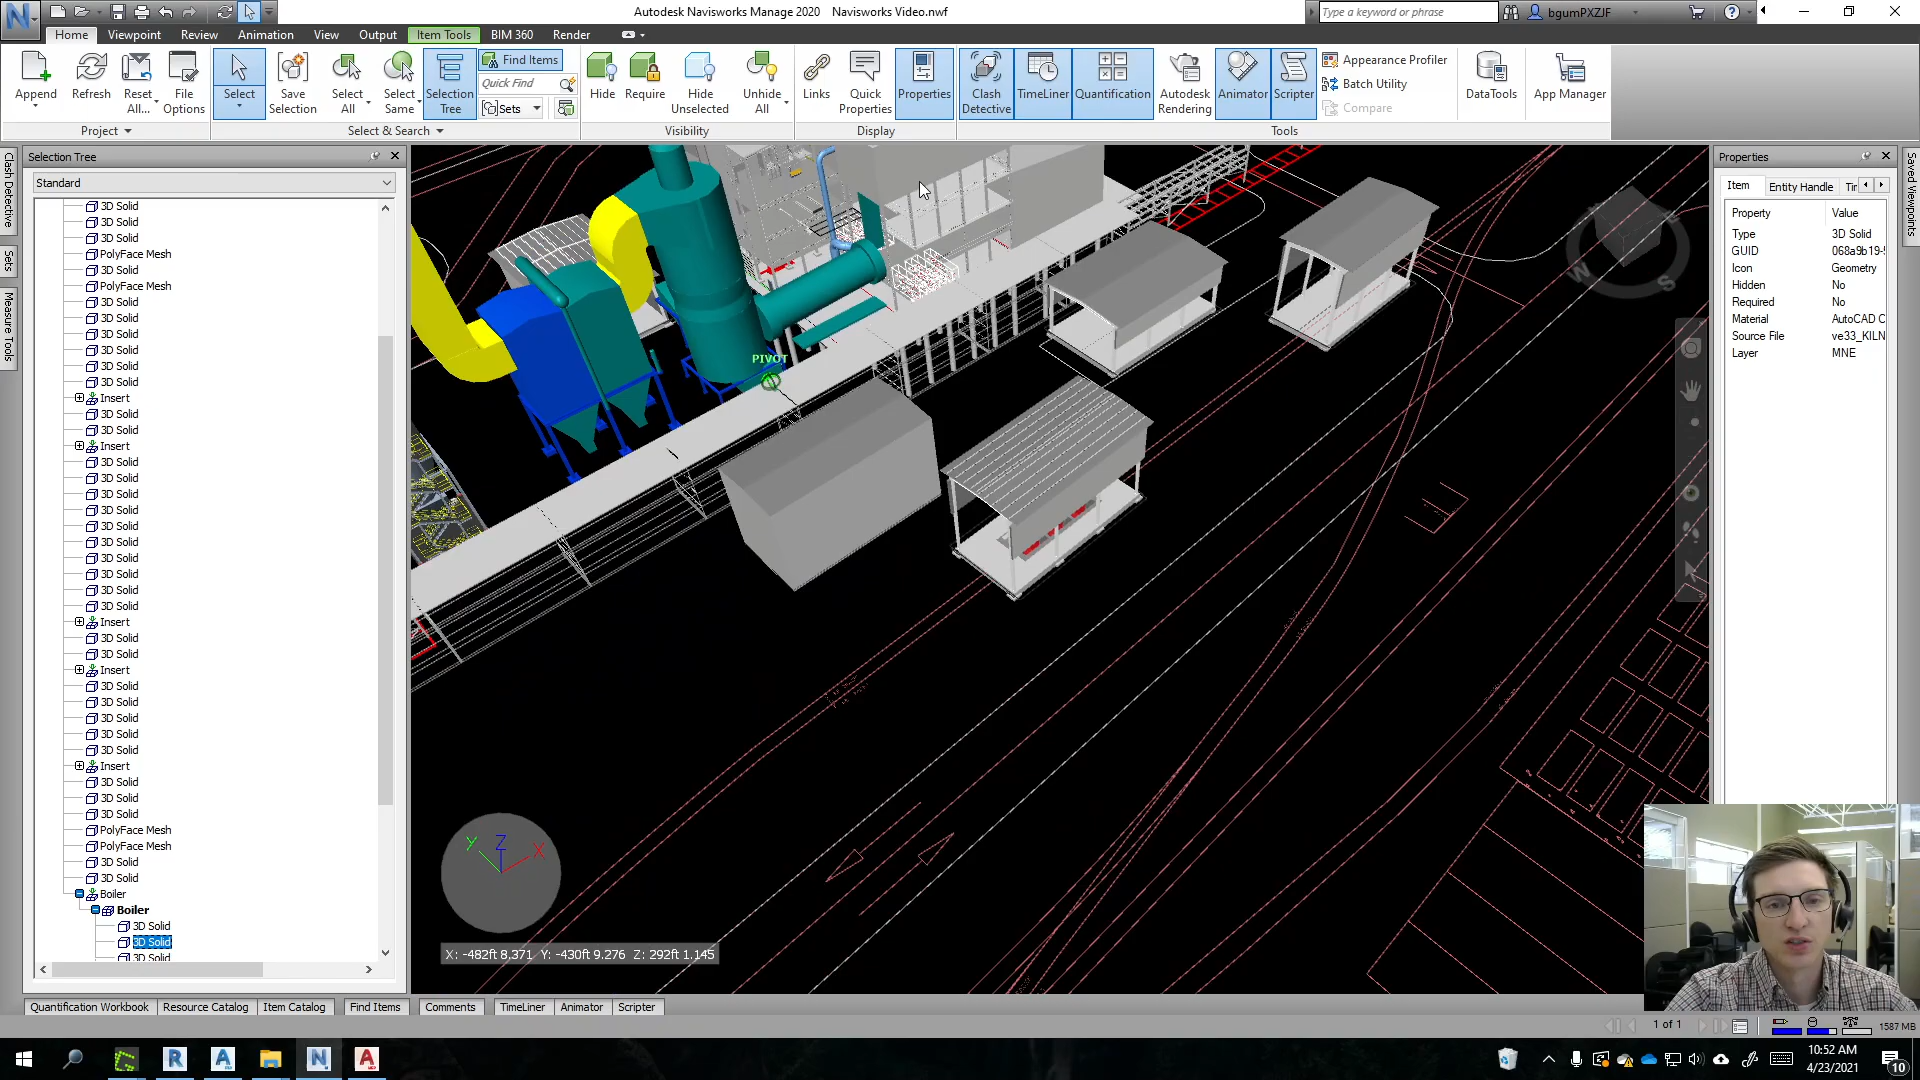 Autodesk Navisworks Manage 2020 Navisworks Video.nwf
Type a keyword or phrase
bgumPXZJF
Home Viewpoint Review Animation View Output Item Tools BIM 360 Render
Append
Refresh
Reset All...
File Options
Select
Save Selection
Select All
Select Same
Selection Tree
Find Items
Quick Find
Sets
Hide
Require
Hide Unselected
Unhide All
Links
Quick Properties
Properties
Clash Detective
TimeLiner
Quantification
Autodesk Rendering
Animator
Scripter
Appearance Profiler
Batch Utility
Compare
DataTools
App Manager
Project Select & Search Visibility Display Tools
Clash Detective
Sets
Measure Tools
Selection Tree
Standard
3D Solid
3D Solid
3D Solid
PolyFace Mesh
3D Solid
PolyFace Mesh
3D Solid
3D Solid
3D Solid
3D Solid
3D Solid
3D Solid
Insert
3D Solid
3D Solid
Insert
3D Solid
3D Solid
3D Solid
3D Solid
3D Solid
3D Solid
3D Solid
3D Solid
3D Solid
3D Solid
Insert
3D Solid
3D Solid
Insert
3D Solid
3D Solid
3D Solid
3D Solid
3D Solid
Insert
3D Solid
3D Solid
3D Solid
PolyFace Mesh
PolyFace Mesh
3D Solid
3D Solid
Boiler
Boiler
3D Solid
3D Solid
3D Solid
PIVOT
W S
Y Z X
X: -482ft 8.371 Y: -430ft 9.276 Z: 292ft 1.145
Properties
Item Entity Handle Tir
Property Value
Type 3D Solid
GUID 068a9b19-
Icon Geometry
Hidden No
Required No
Material AutoCAD C
Source File ve33_KILN
Layer MNE
Saved Viewpoints
Quantification Workbook Resource Catalog Item Catalog Find Items Comments TimeLiner Animator Scripter
1 of 1
1587 MB
10:52 AM
4/23/2021
10